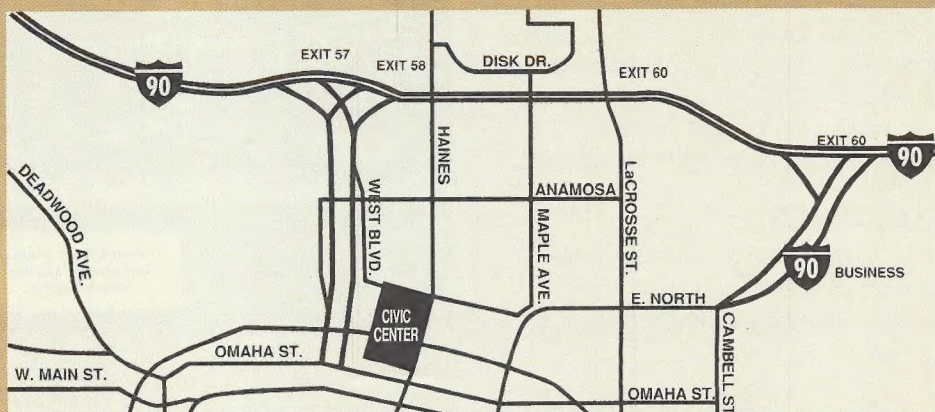 EXIT 57
EXIT 58
DISK DR.
EXIT 60
90
EXIT 60
90
HAINES
DEADWOOD AVE.
WEST BLVD.
ANAMOSA
LaCROSSE ST.
MAPLE AVE.
90 BUSINESS
E. NORTH
CIVIC
CENTER
CAMBELL ST
OMAHA ST.
W. MAIN ST.
OMAHA ST.